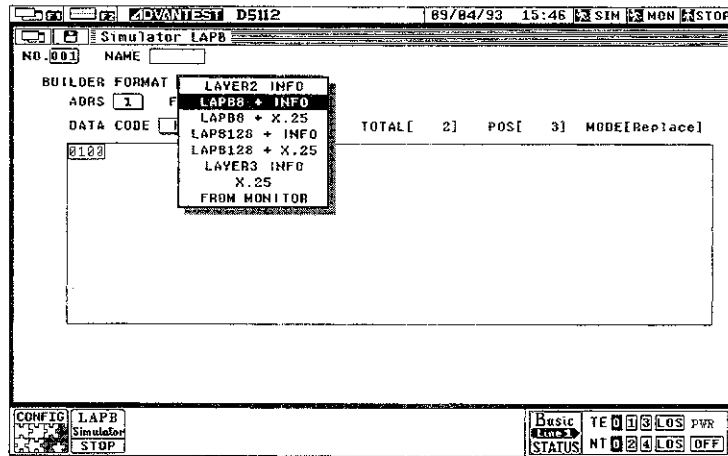 F1 F2 ADVANTEST D5112 09/04/93 15:46 SIM MON STOP
Simulator LAPB
NO.001 NAME
BUILDER FORMAT
LAYER2 INFO
LAPB8 + INFO
LAPB8 + X.25
LAPB128 + INFO
LAPB128 + X.25
LAYER3 INFO
X.25
FROM MONITOR
ADRS 1 F
DATA CODE TOTAL[ 2] POS[ 3] MODE[Replace]
0103
CONFIG LAPB Simulator STOP
Basic Line1 STATUS
TE 0 1 3 LOS PWR
NT 0 2 4 LOS OFF